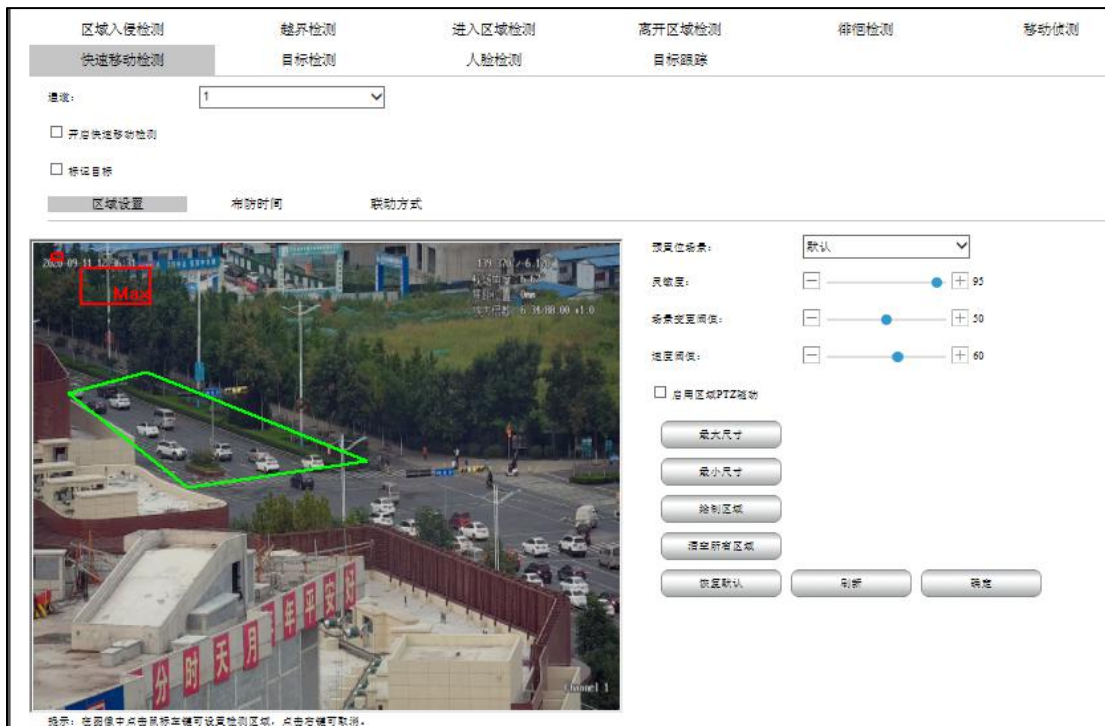 区域入侵检测 越界检测 进入区域检测 离开区域检测 徘徊检测 移动侦测
快速移动检测 目标检测 人脸检测 目标跟踪
通道： 1
开启快速移动检测
标记目标
区域设置 布防时间 联动方式
预置位场景： 默认
灵敏度： 95
场景变更阈值： 50
速度阈值： 60
启用区域PTZ驱动
最大尺寸
最小尺寸
绘制区域
清空所有区域
恢复默认 刷新 确定
2020-09-11
Max
分时天月年平安好
Channel 1
提示：在图像中点击鼠标左键可设置检测区域，点击右键可取消。